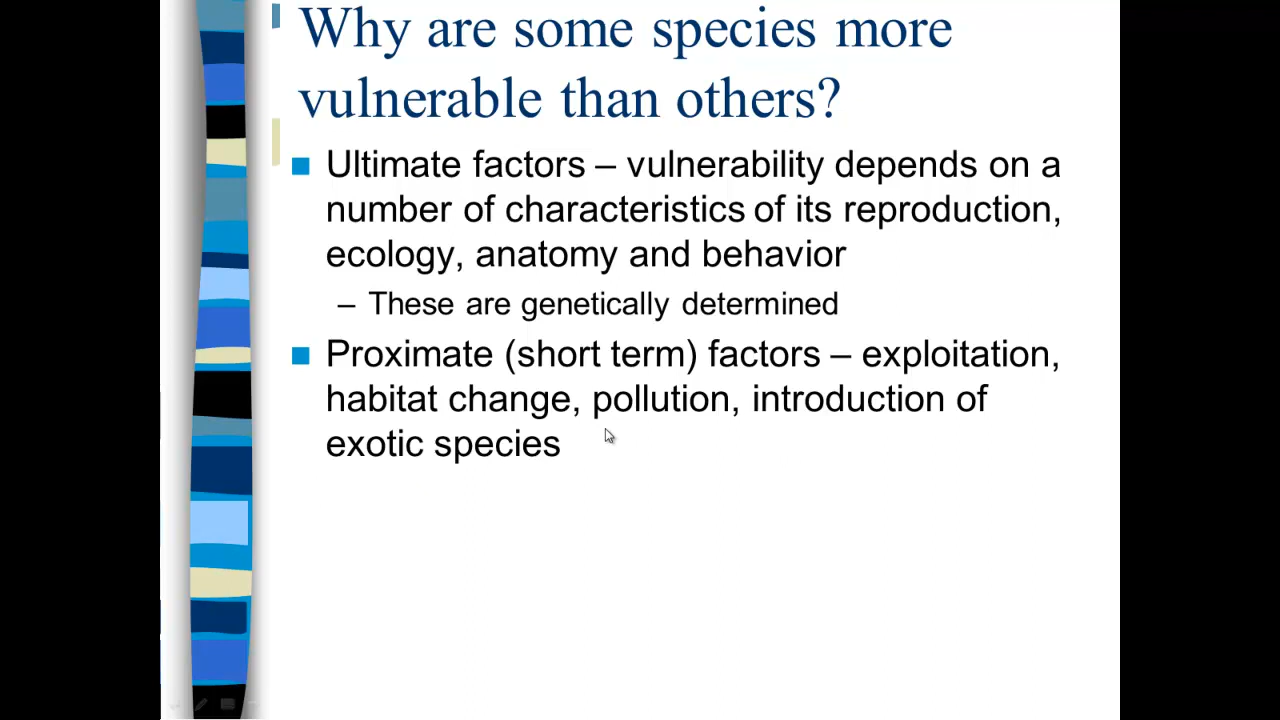 Why are some species more
vulnerable than others?
Ultimate factors – vulnerability depends on a
number of characteristics of its reproduction,
ecology, anatomy and behavior
– These are genetically determined
Proximate (short term) factors – exploitation,
habitat change, pollution, introduction of
exotic species